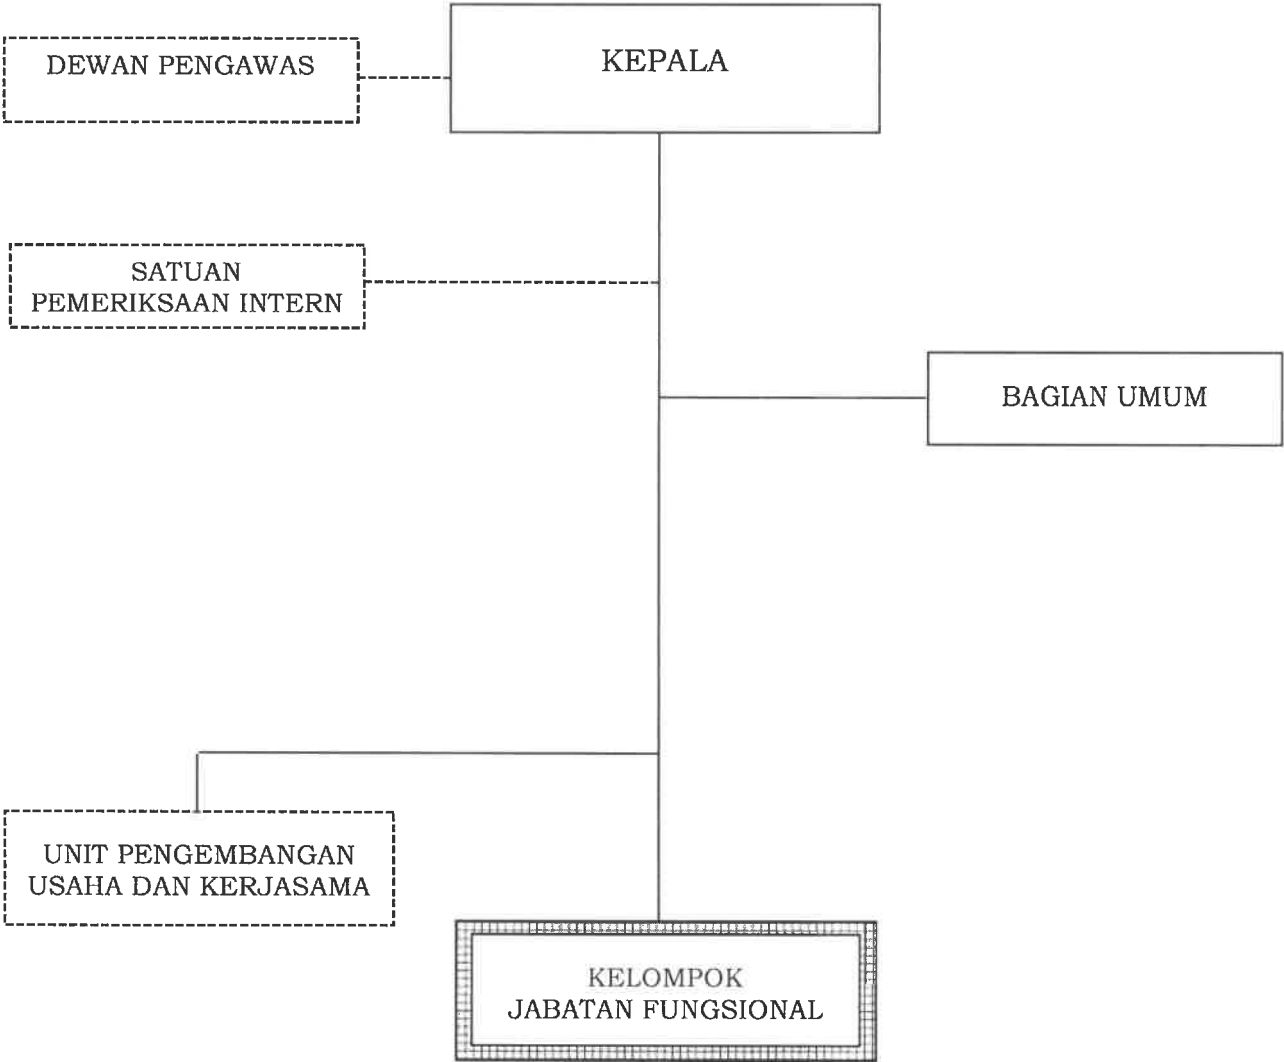 DEWAN PENGAWAS
KEPALA
SATUAN
PEMERIKSAAN INTERN
BAGIAN UMUM
UNIT PENGEMBANGAN
USAHA DAN KERJASAMA
KELOMPOK
JABATAN FUNGSIONAL